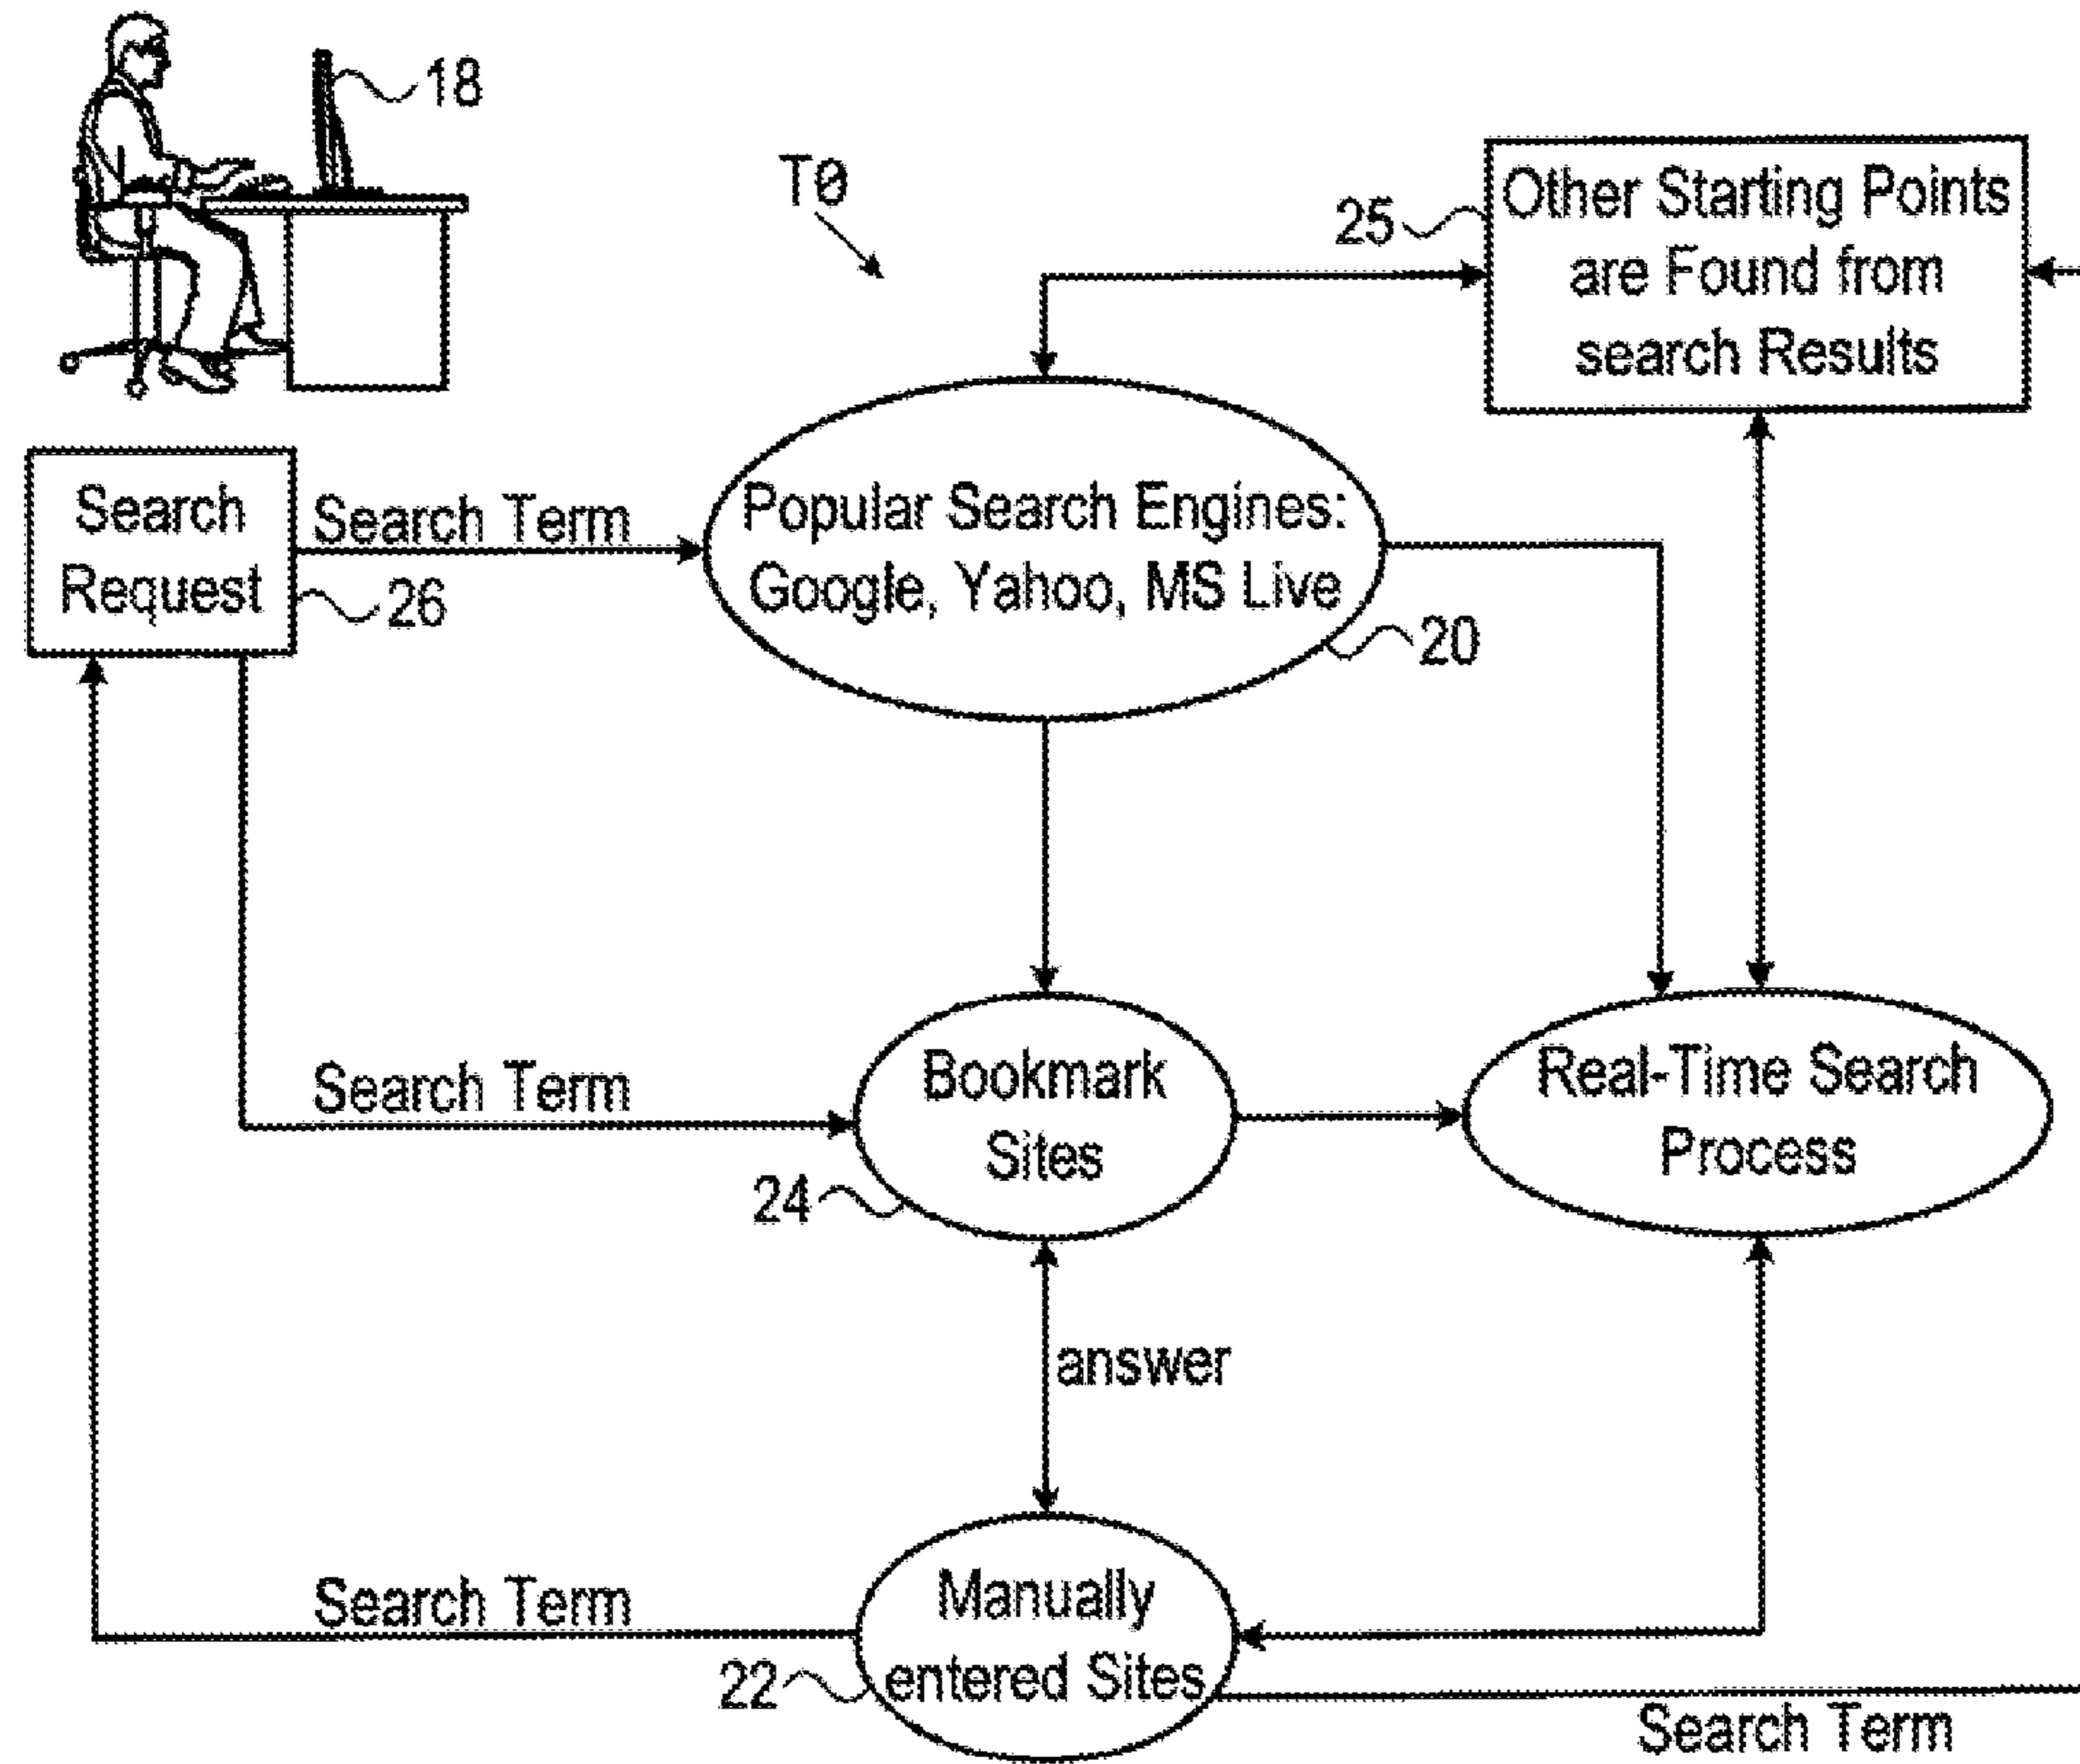 18
T0
25
Other Starting Points
are Found from
search Results
Search
Request
26
Search Term
Popular Search Engines:
Google, Yahoo, MS Live
20
Search Term
Bookmark
Sites
24
Real-Time Search
Process
answer
Search Term
Manually
entered Sites
22
Search Term